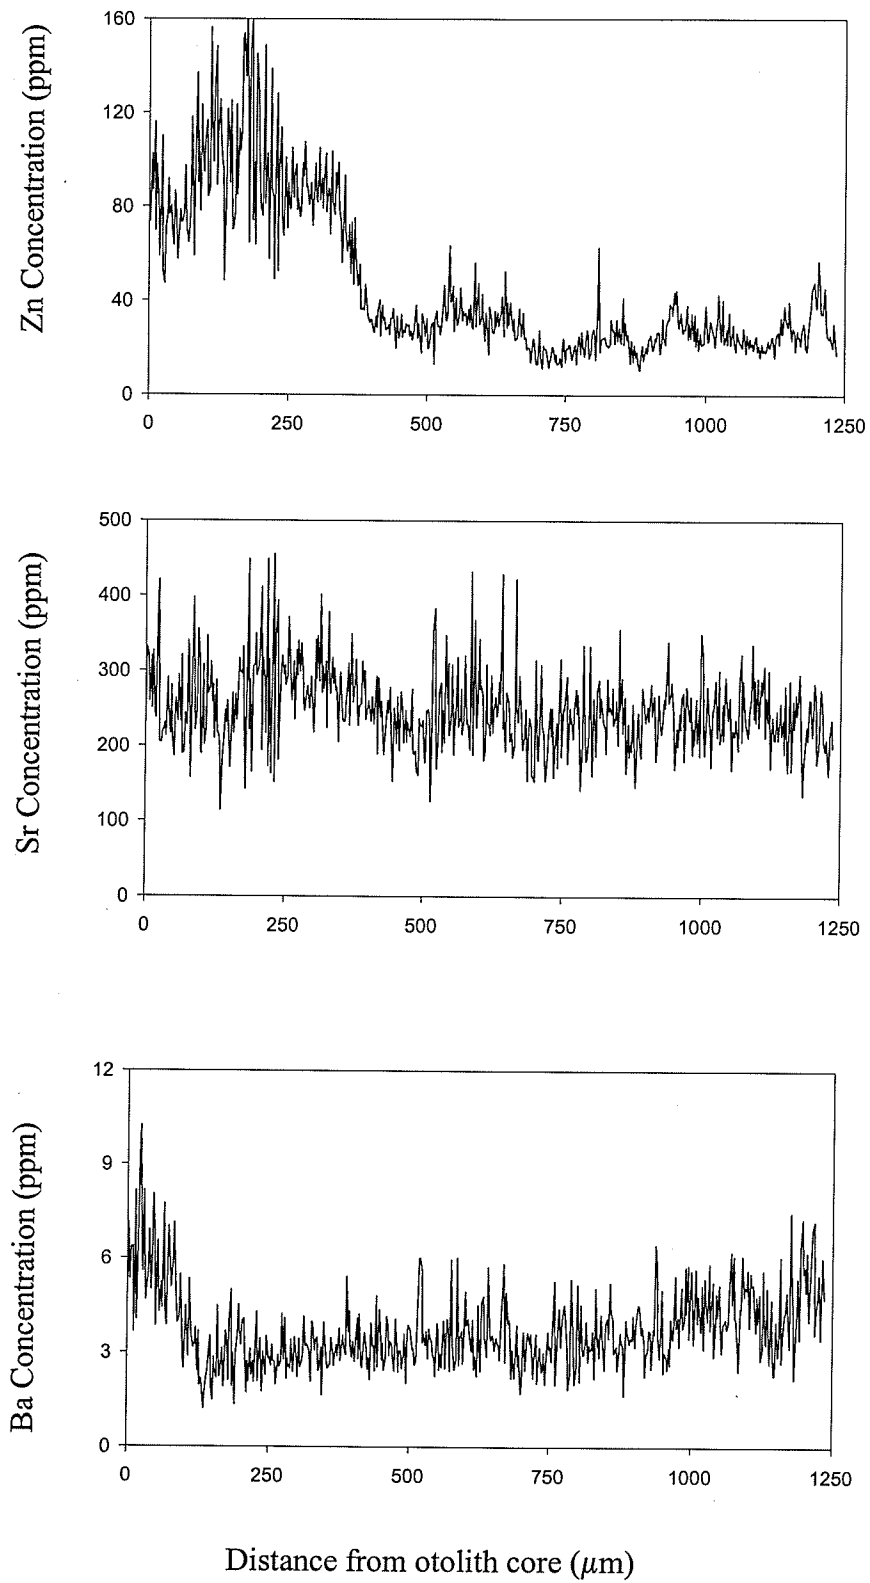 Zn Concentration (ppm)
160
120
80
40
0
0 250 500 750 1000 1250
Sr Concentration (ppm)
500
400
300
200
100
0
0 250 500 750 1000 1250
Ba Concentration (ppm)
12
9
6
3
0
0 250 500 750 1000 1250
Distance from otolith core (μm)